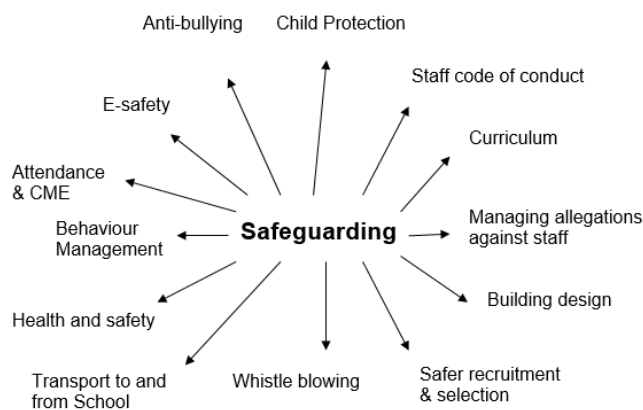 Anti-bullying
Child Protection
Staff code of conduct
E-safety
Curriculum
Attendance
& CME
Safeguarding
Behaviour
Management
Managing allegations
against staff
Building design
Health and safety
Transport to and
from School
Whistle blowing
Safer recruitment
& selection